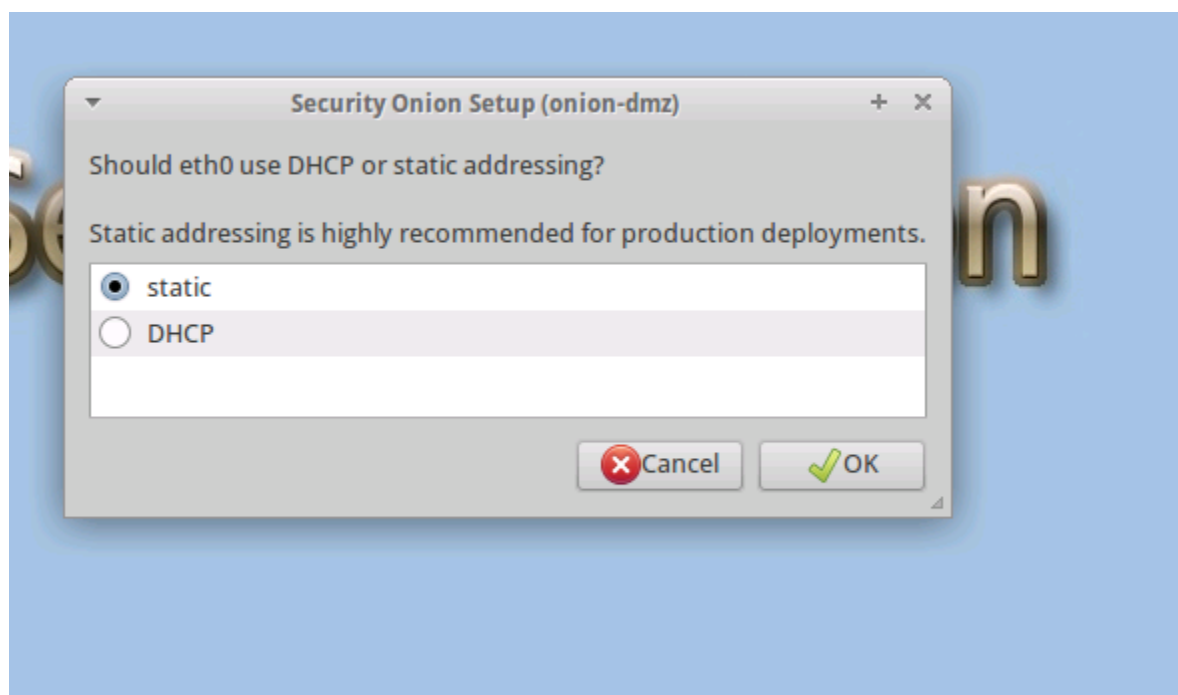 Security Onion Setup (onion-dmz)
Should eth0 use DHCP or static addressing?
Static addressing is highly recommended for production deployments.
static
DHCP
Cancel
OK